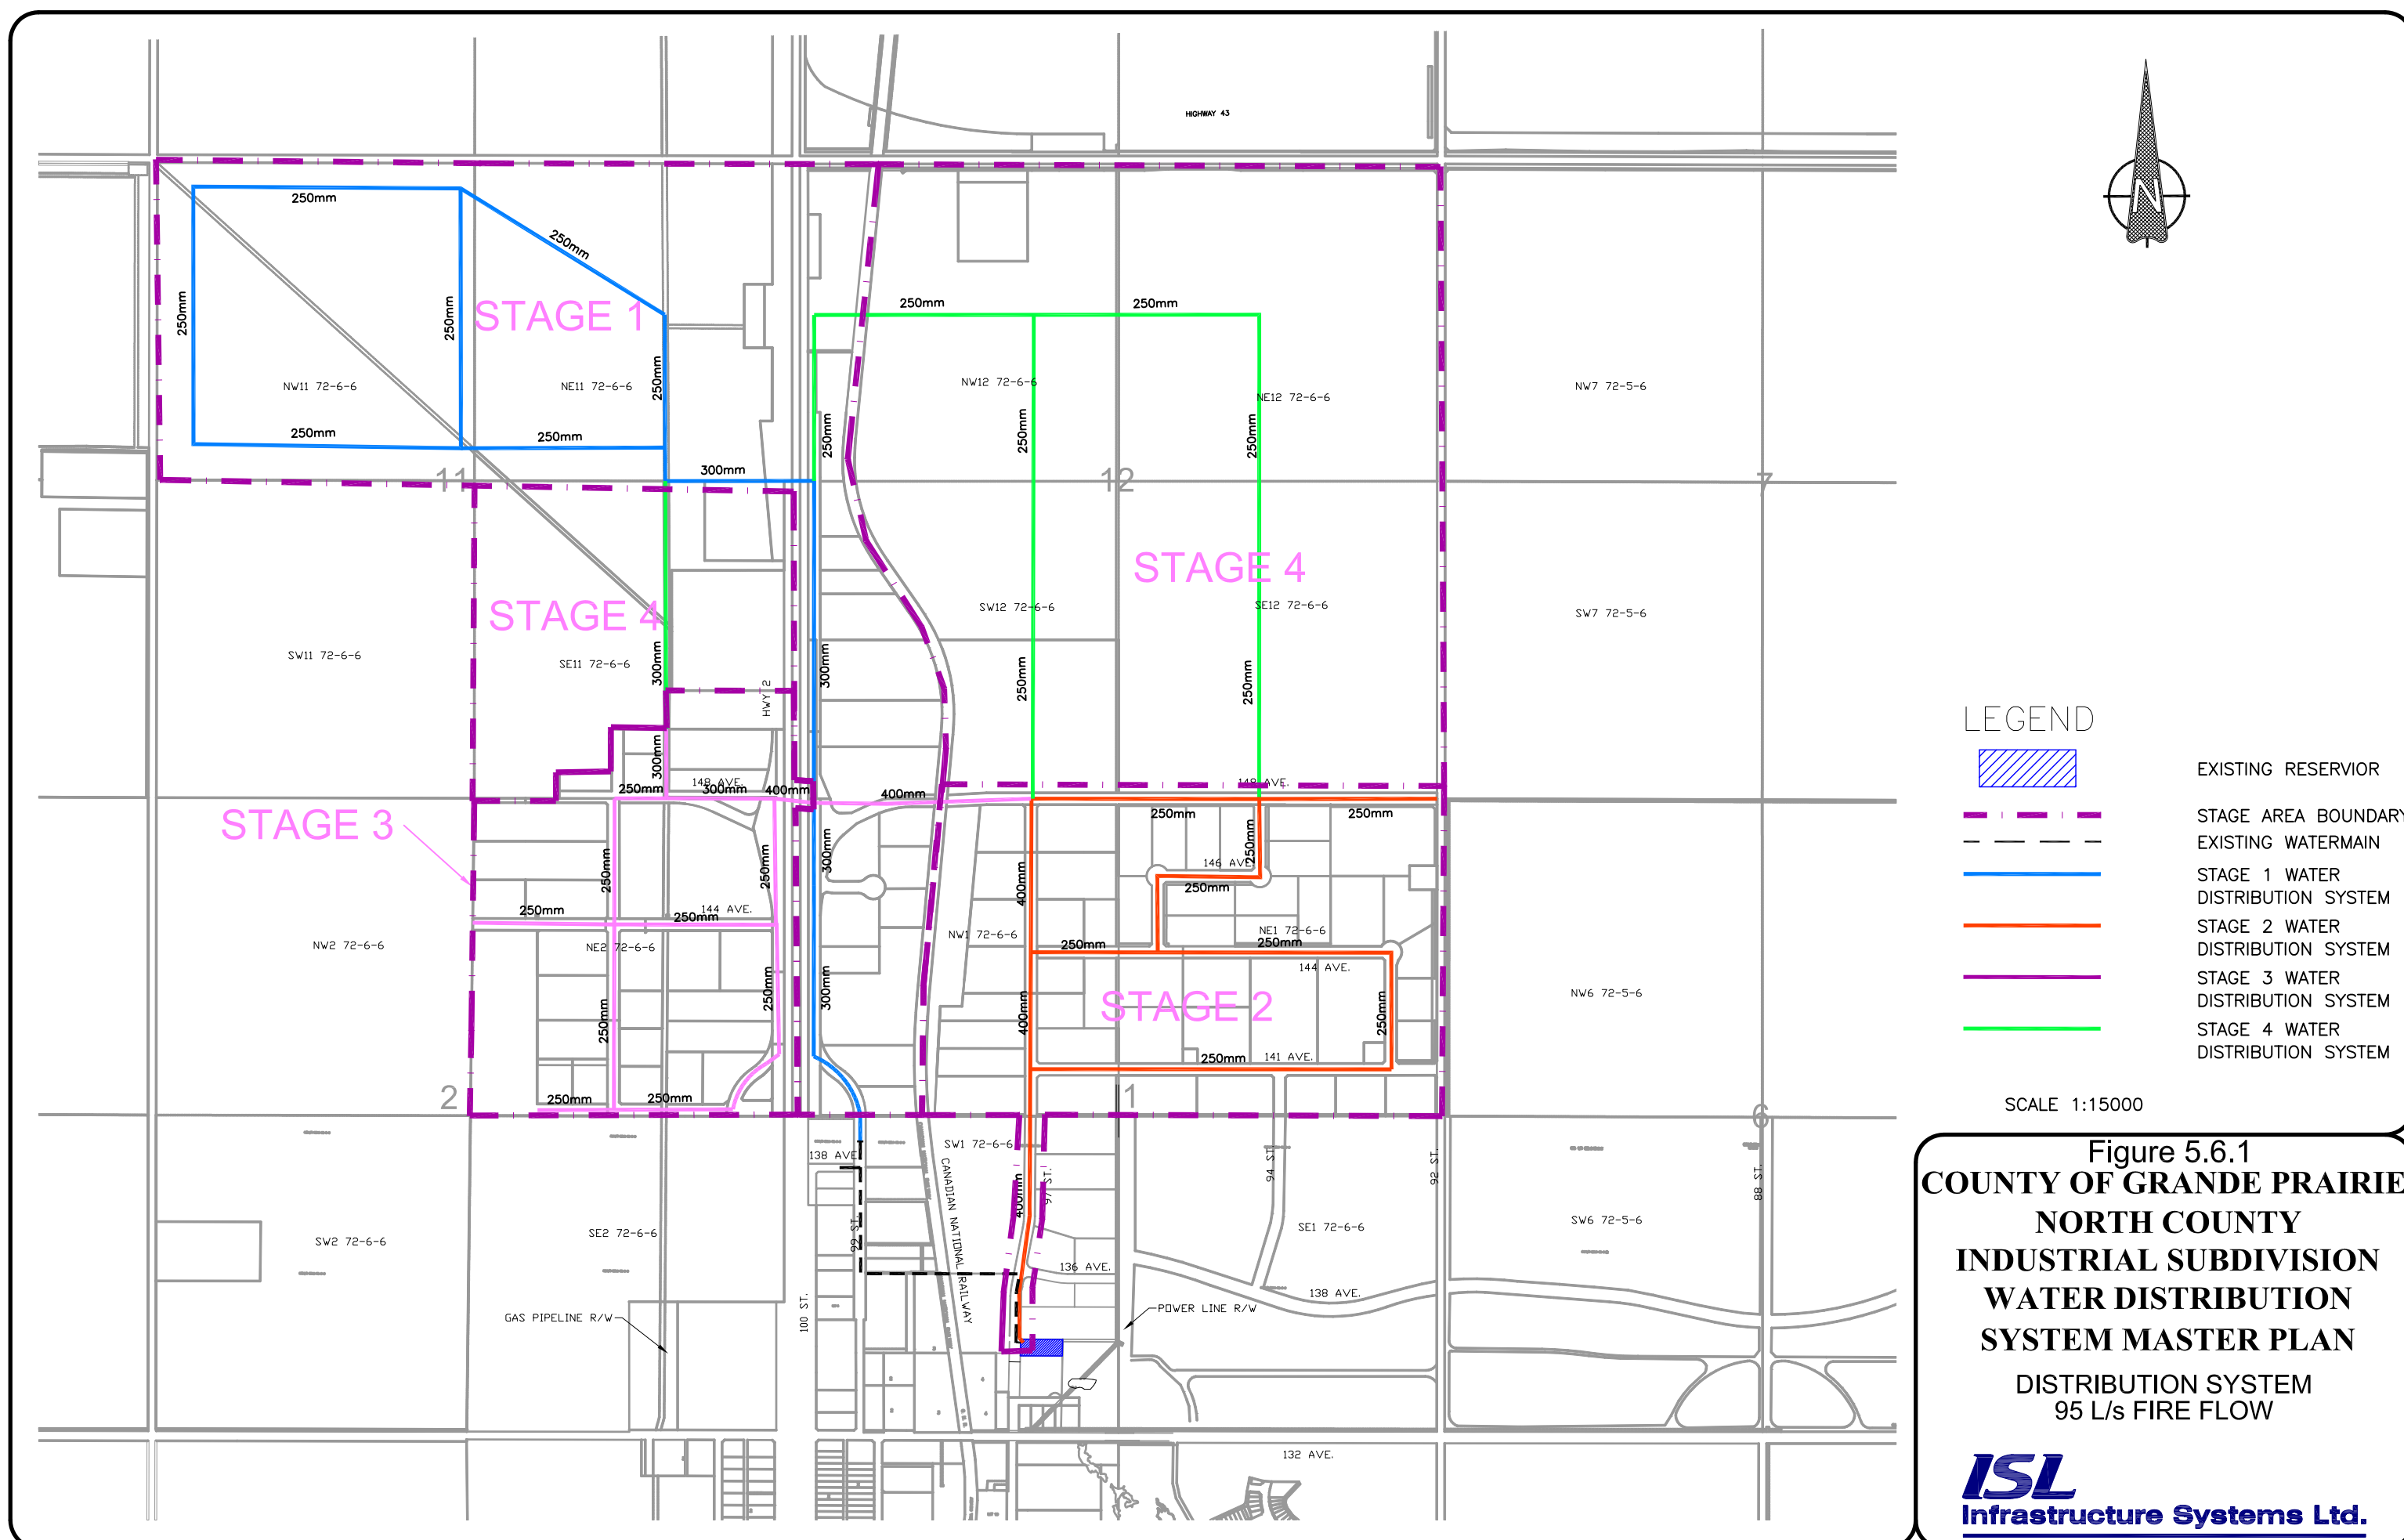 HIGHWAY 43
N
250mm
250mm
250mm
250mm
STAGE 1
250mm
250mm
250mm
250mm
NW11 72-6-6
NE11 72-6-6
NW12 72-6-6
NE12 72-6-6
NW7 72-5-6
250mm
250mm
250mm
250mm
250mm
11
300mm
12
7
STAGE 4
STAGE 4
SW12 72-6-6
SE12 72-6-6
SW7 72-5-6
SW11 72-6-6
SE11 72-6-6
300mm
300mm
250mm
250mm
HWY 2
300mm
148 AVE.
148 AVE.
250mm
300mm
400mm
400mm
STAGE 3
250mm
250mm
300mm
250mm
250mm
250mm
400mm
250mm
146 AVE.
250mm
250mm
144 AVE.
250mm
NW2 72-6-6
NE2 72-6-6
NW1 72-6-6
NE1 72-6-6
250mm
250mm
144 AVE.
250mm
250mm
300mm
400mm
STAGE 2
250mm
NW6 72-5-6
250mm
141 AVE.
2
250mm
250mm
1
6
138 AVE.
SW1 72-6-6
400mm
97 ST.
94 ST.
92 ST.
88 ST.
SW2 72-6-6
SE2 72-6-6
99 ST.
CANADIAN NATIONAL RAILWAY
SE1 72-6-6
SW6 72-5-6
136 AVE.
138 AVE.
GAS PIPELINE R/W
100 ST.
POWER LINE R/W
132 AVE.
LEGEND
EXISTING RESERVIOR
STAGE AREA BOUNDARY
EXISTING WATERMAIN
STAGE 1 WATER
DISTRIBUTION SYSTEM
STAGE 2 WATER
DISTRIBUTION SYSTEM
STAGE 3 WATER
DISTRIBUTION SYSTEM
STAGE 4 WATER
DISTRIBUTION SYSTEM
SCALE 1:15000
Figure 5.6.1
COUNTY OF GRANDE PRAIRIE
NORTH COUNTY
INDUSTRIAL SUBDIVISION
WATER DISTRIBUTION
SYSTEM MASTER PLAN
DISTRIBUTION SYSTEM
95 L/s FIRE FLOW
ISL
Infrastructure Systems Ltd.